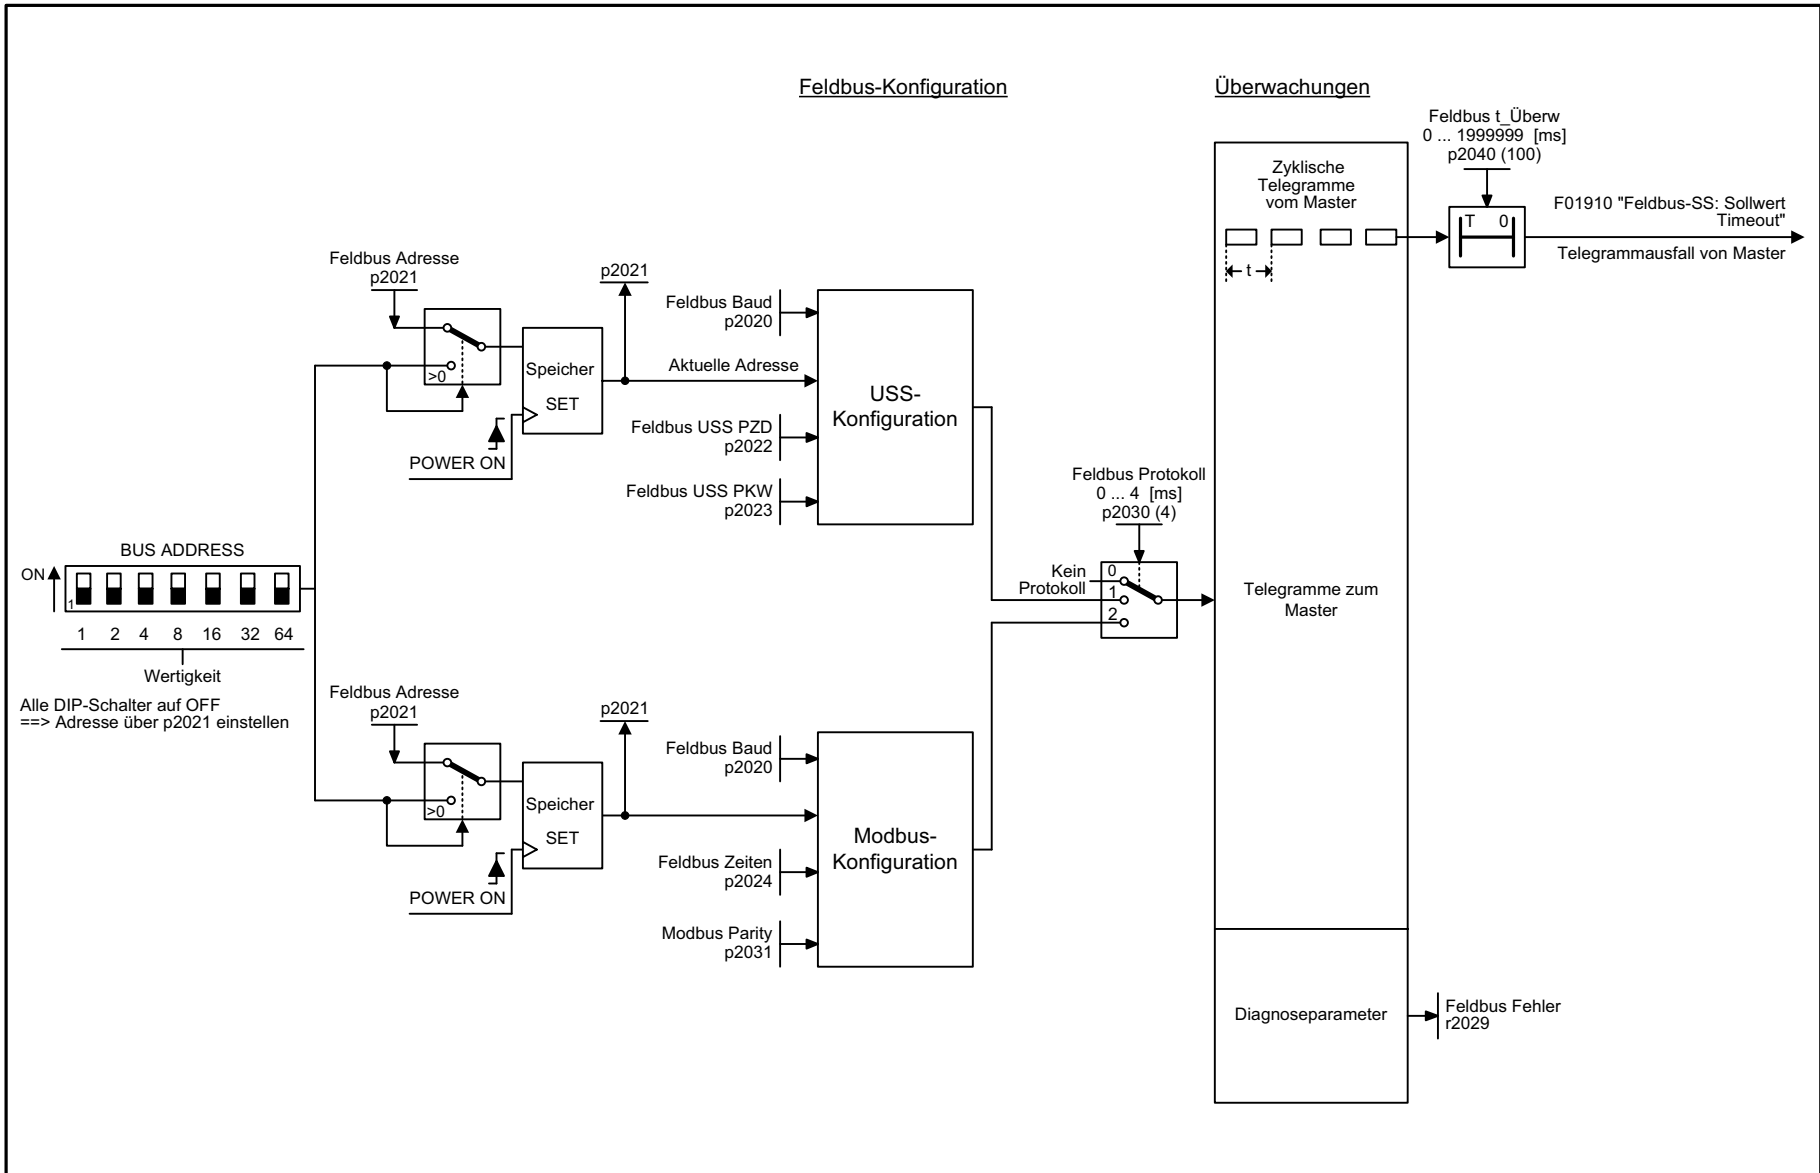 Feldbus-Konfiguration
Überwachungen
Feldbus t_Überw
0 ... 1999999 [ms]
p2040 (100)
Zyklische
Telegramme
vom Master
T 0
F01910 "Feldbus-SS: Sollwert
Timeout"
Telegrammausfall von Master
t
Feldbus Adresse
p2021
p2021
Feldbus Baud
p2020
>0
Speicher
SET
Aktuelle Adresse
USS-
Konfiguration
POWER ON
Feldbus USS PZD
p2022
Feldbus USS PKW
p2023
Feldbus Protokoll
0 ... 4 [ms]
p2030 (4)
BUS ADDRESS
ON
1
1 2 4 8 16 32 64
Wertigkeit
Alle DIP-Schalter auf OFF
==> Adresse über p2021 einstellen
Kein
Protokoll
0
1
2
Telegramme zum
Master
Feldbus Adresse
p2021
p2021
Feldbus Baud
p2020
>0
Speicher
SET
Modbus-
Konfiguration
POWER ON
Feldbus Zeiten
p2024
Modbus Parity
p2031
Diagnoseparameter
Feldbus Fehler
r2029